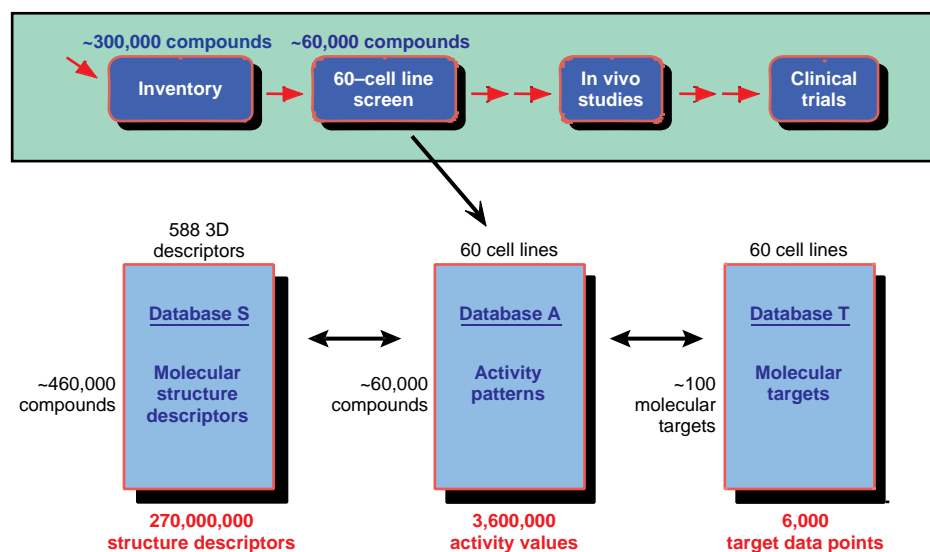 ~300,000 compounds
~60,000 compounds
Inventory
60–cell line
screen
In vivo
studies
Clinical
trials
588 3D
descriptors
60 cell lines
60 cell lines
Database S
Database A
Database T
~460,000
compounds
Molecular
structure
descriptors
~60,000
compounds
Activity
patterns
~100
molecular
targets
Molecular
targets
270,000,000
structure descriptors
3,600,000
activity values
6,000
target data points